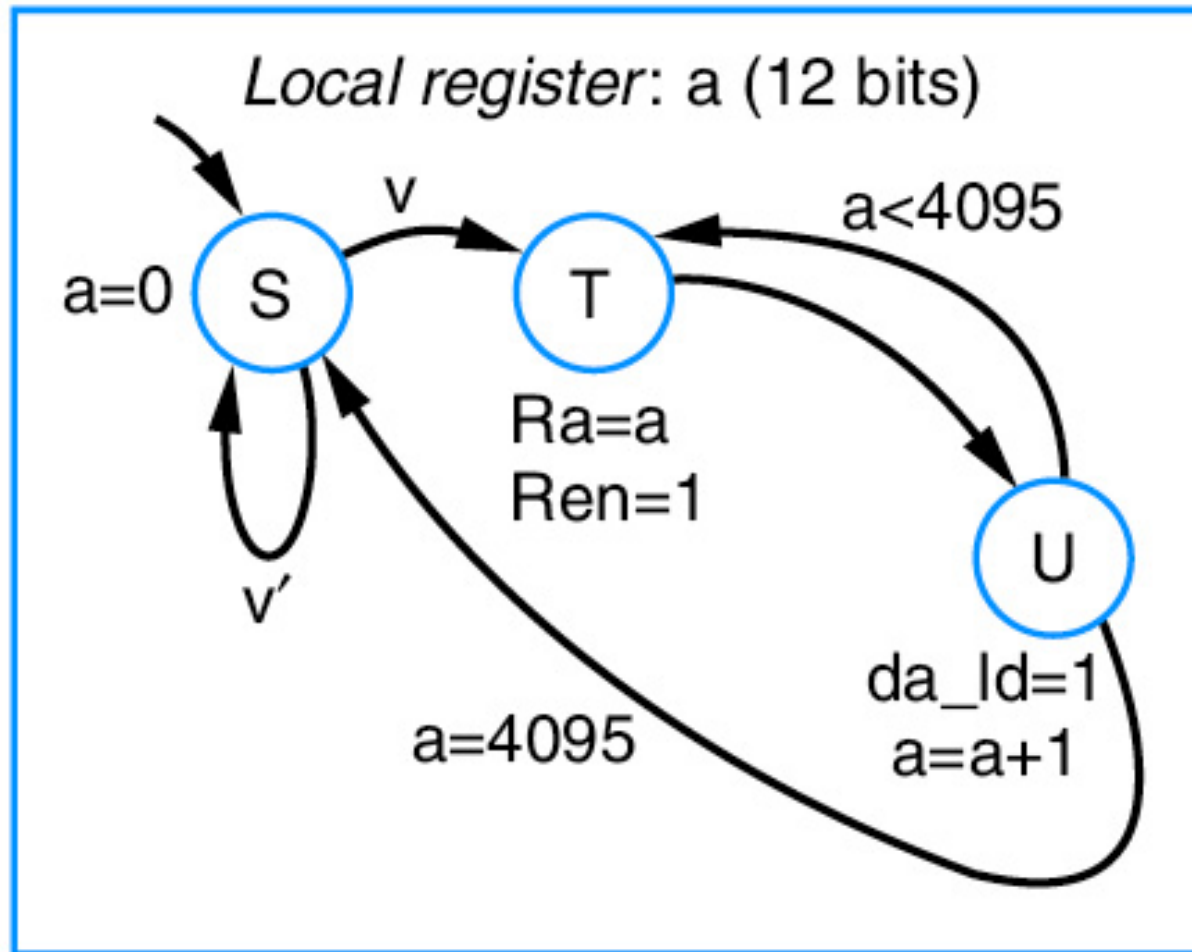 Local register: a (12 bits)
v
a<4095
a=0
S
T
Ra=a
Ren=1
v′
U
da_ld=1
a=4095
a=a+1